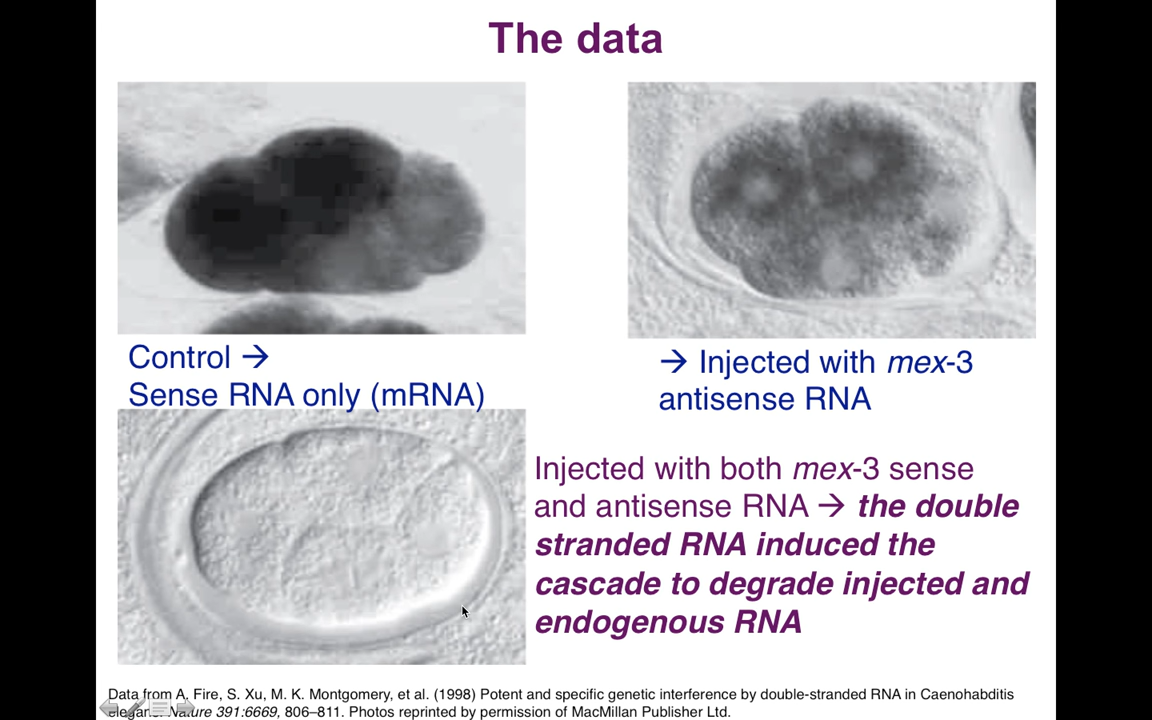 The data
Control →
Sense RNA only (mRNA)
→ Injected with mex-3
antisense RNA
Injected with both mex-3 sense
and antisense RNA → the double
stranded RNA induced the
cascade to degrade injected and
endogenous RNA
Data from A. Fire, S. Xu, M. K. Montgomery, et al. (1998) Potent and specific genetic interference by double-stranded RNA in Caenohabditis
elegans. Nature 391:6669, 806–811. Photos reprinted by permission of MacMillan Publisher Ltd.